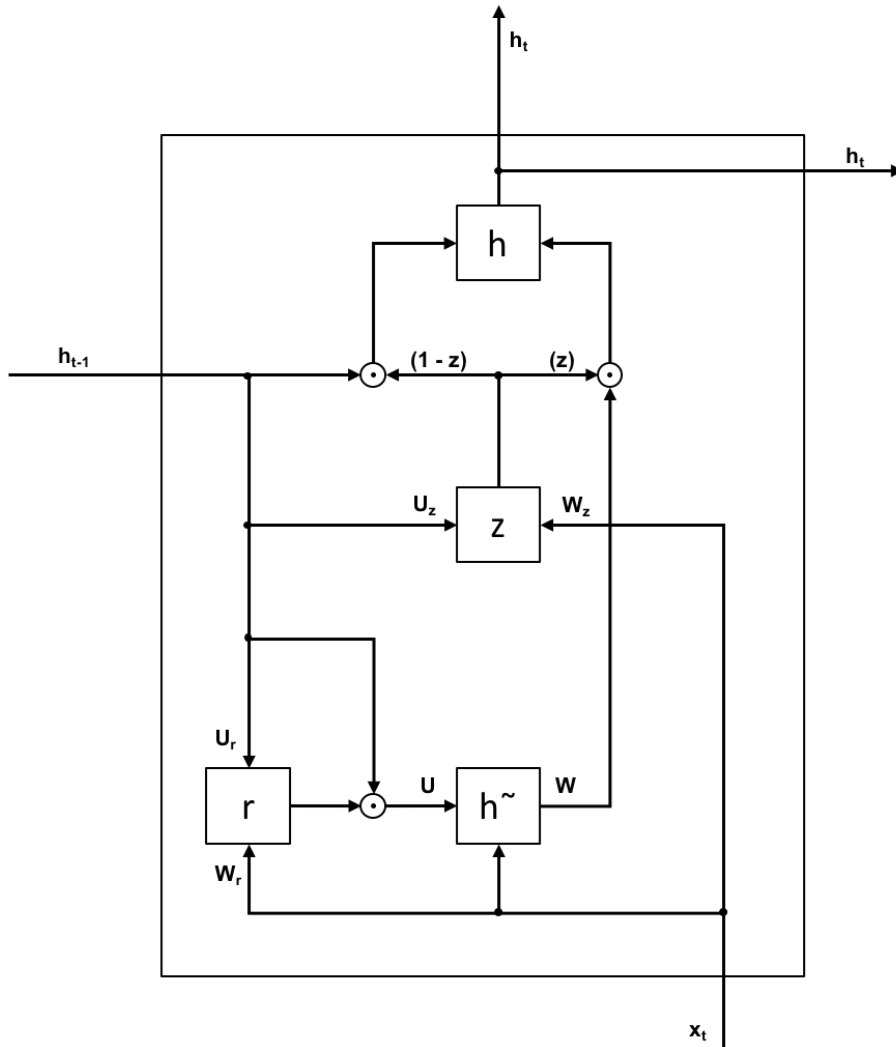 h_t
h_t
h
h_{t-1}
(1 - z)
(z)
U_z
W_z
z
U_r
r
U
h~
W
W_r
x_t